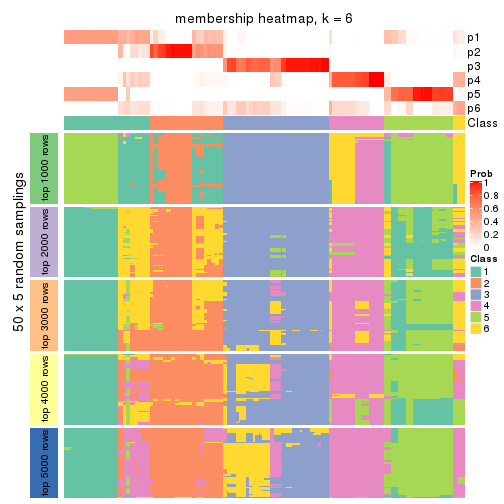 membership heatmap, k = 6
p1
p2
p3
p4
p5
p6
Class
50 x 5 random samplings
top 1000 rows
top 2000 rows
top 3000 rows
top 4000 rows
top 5000 rows
Prob
1
0.8
0.6
0.4
0.2
0
Class
1
2
3
4
5
6